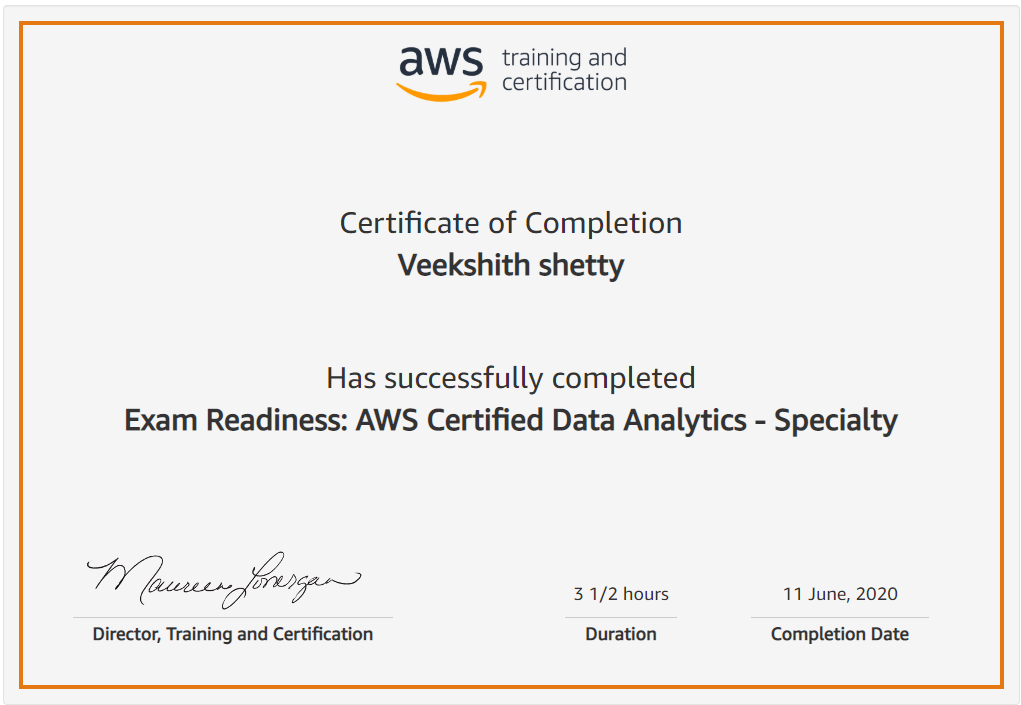 aws training and
certification
Certificate of Completion
Veekshith shetty
Has successfully completed
Exam Readiness: AWS Certified Data Analytics - Specialty
Maureen Lonergan
Director, Training and Certification
3 1/2 hours
Duration
11 June, 2020
Completion Date